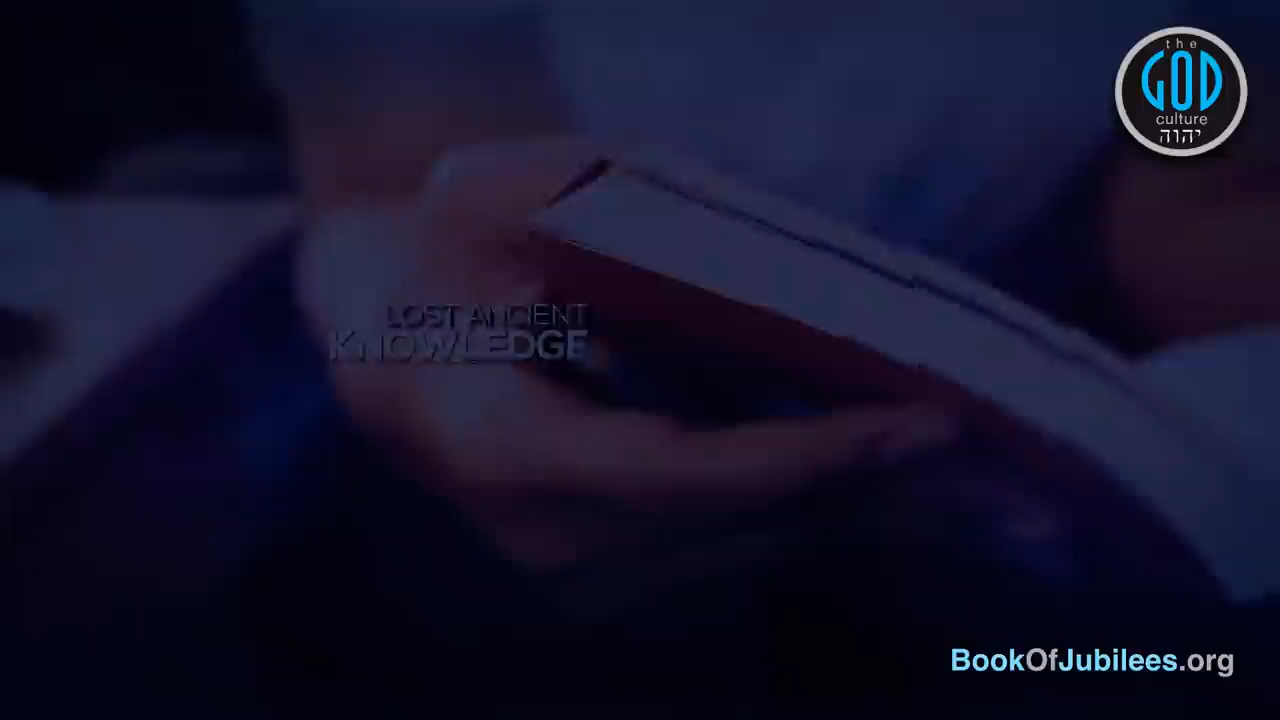 the
GOD
culture
יהוה
LOST ANCIENT
KNOWLEDGE
BookOfJubilees.org